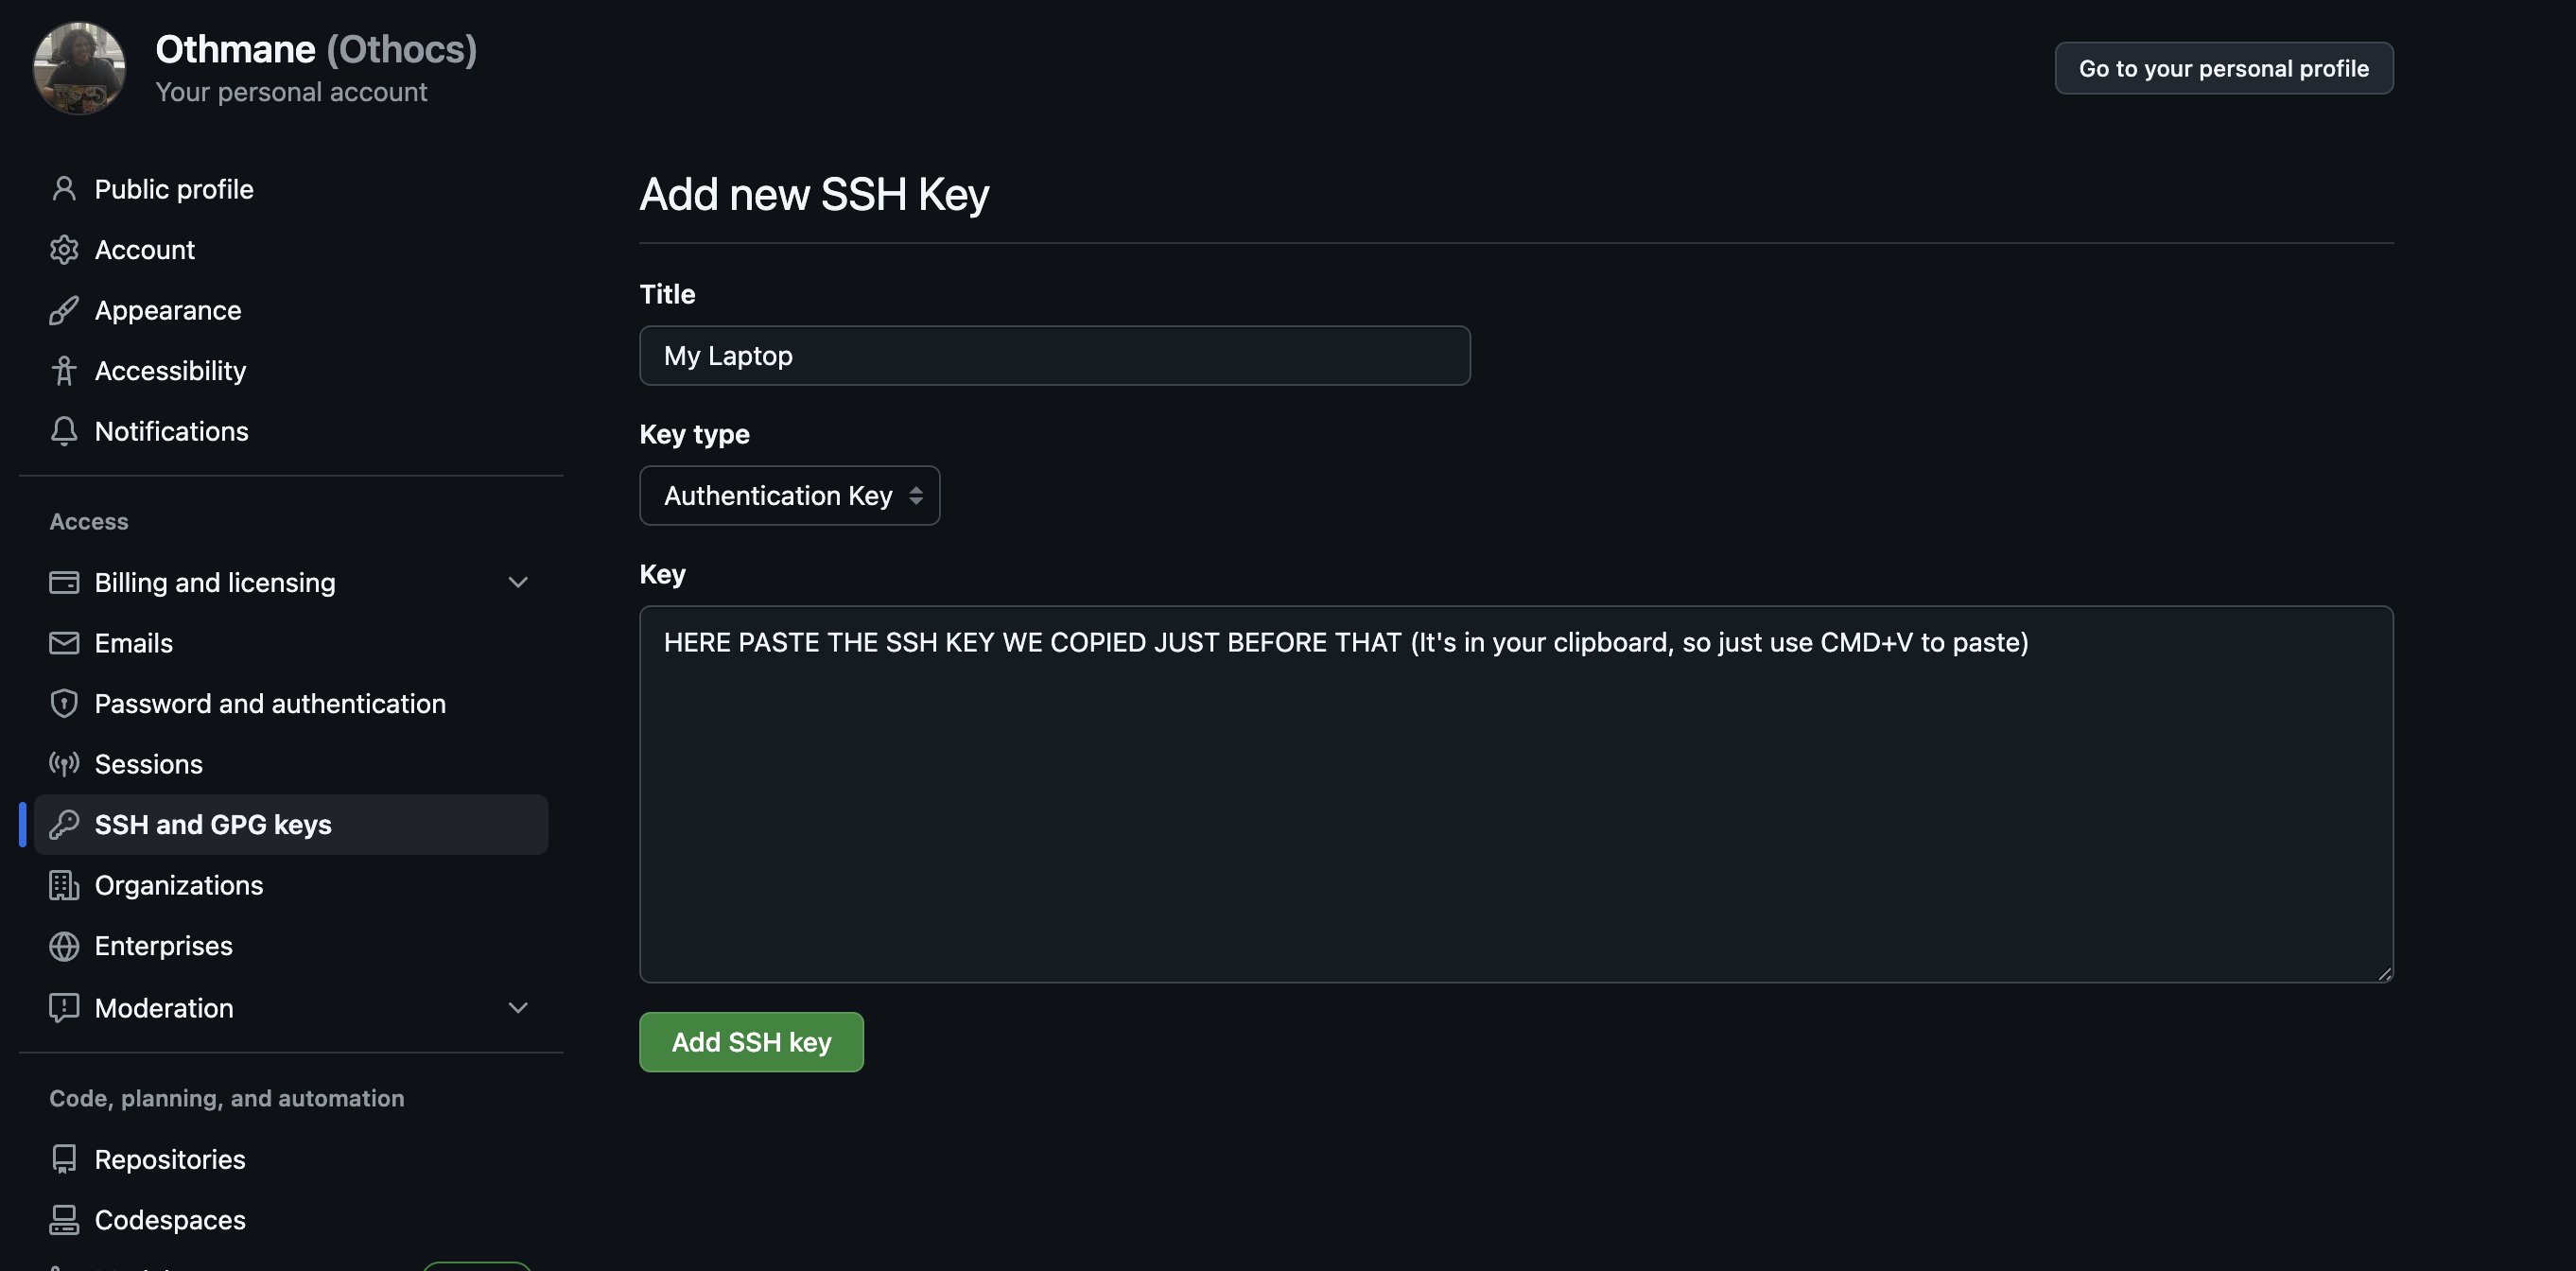 Othmane (Othocs)
Your personal account
Go to your personal profile
Public profile
Account
Appearance
Accessibility
Notifications
Access
Billing and licensing
Emails
Password and authentication
Sessions
SSH and GPG keys
Organizations
Enterprises
Moderation
Code, planning, and automation
Repositories
Codespaces
Add new SSH Key
Title
My Laptop
Key type
Authentication Key
Key
HERE PASTE THE SSH KEY WE COPIED JUST BEFORE THAT (It's in your clipboard, so just use CMD+V to paste)
Add SSH key